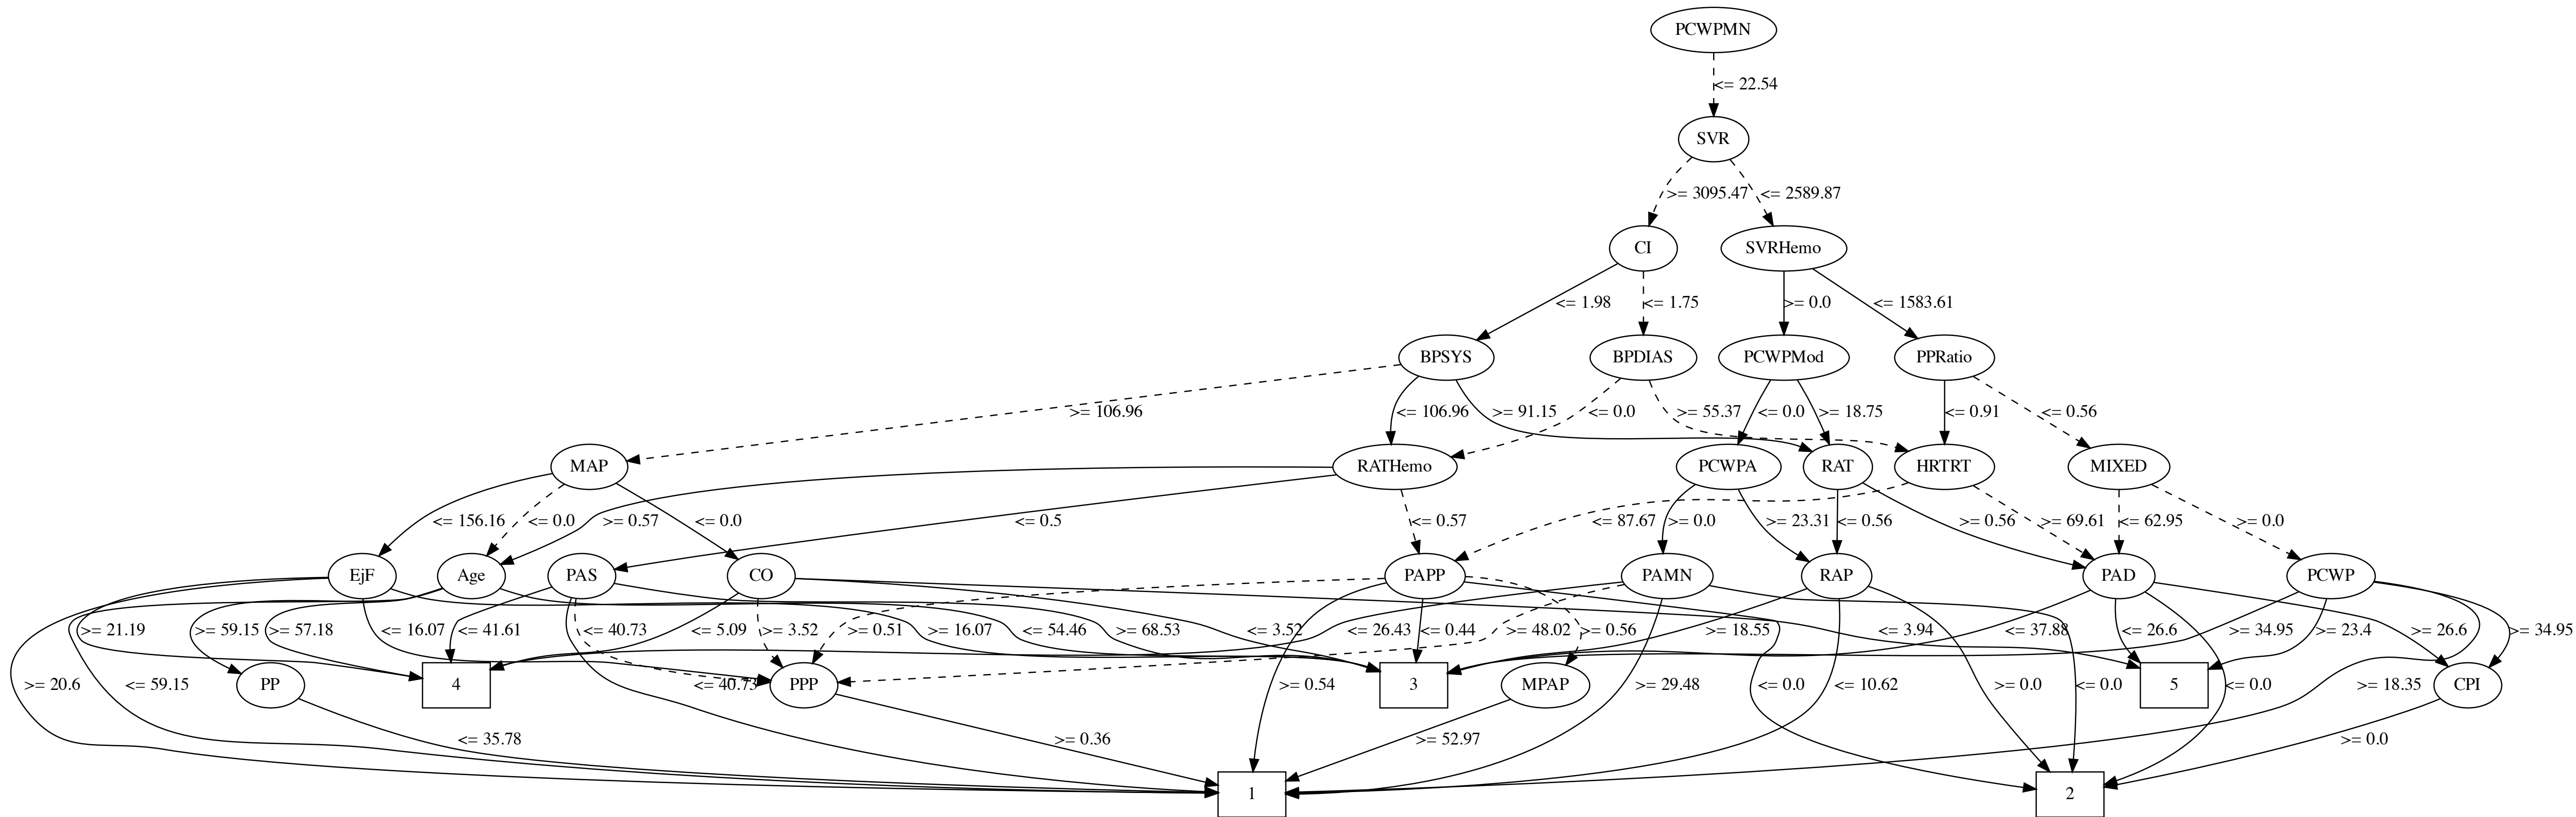 PCWPMN
<= 22.54
SVR
>= 3095.47 <= 2589.87
CI SVRHemo
<= 1.98 <= 1.75 >= 0.0 <= 1583.61
BPSYS BPDIAS PCWPMod PPRatio
>= 106.96 <= 106.96 >= 91.15 <= 0.0 >= 55.37 <= 0.0 >= 18.75 <= 0.91 <= 0.56
MAP RATHemo PCWPA RAT HRTRT MIXED
<= 156.16 <= 0.0 >= 0.57 <= 0.0 <= 0.5 <= 0.57 <= 87.67 >= 0.0 >= 23.31 <= 0.56 >= 0.56 >= 69.61 <= 62.95 >= 0.0
EjF Age PAS CO PAPP PAMN RAP PAD PCWP
>= 21.19 >= 59.15 >= 57.18 <= 16.07 <= 41.61 <= 40.73 <= 5.09 >= 3.52 >= 0.51 >= 16.07 <= 54.46 >= 68.53 <= 3.52 <= 26.43 <= 0.44 >= 48.02 >= 0.56 >= 18.55 <= 3.94 <= 37.88 <= 26.6 >= 34.95 >= 23.4 >= 26.6 >= 34.95
>= 20.6 <= 59.15 PP 4 <= 40.73 PPP >= 0.54 3 MPAP >= 29.48 <= 0.0 <= 10.62 >= 0.0 <= 0.0 5 <= 0.0 >= 18.35 CPI
<= 35.78 >= 0.36 >= 52.97 >= 0.0
1 2